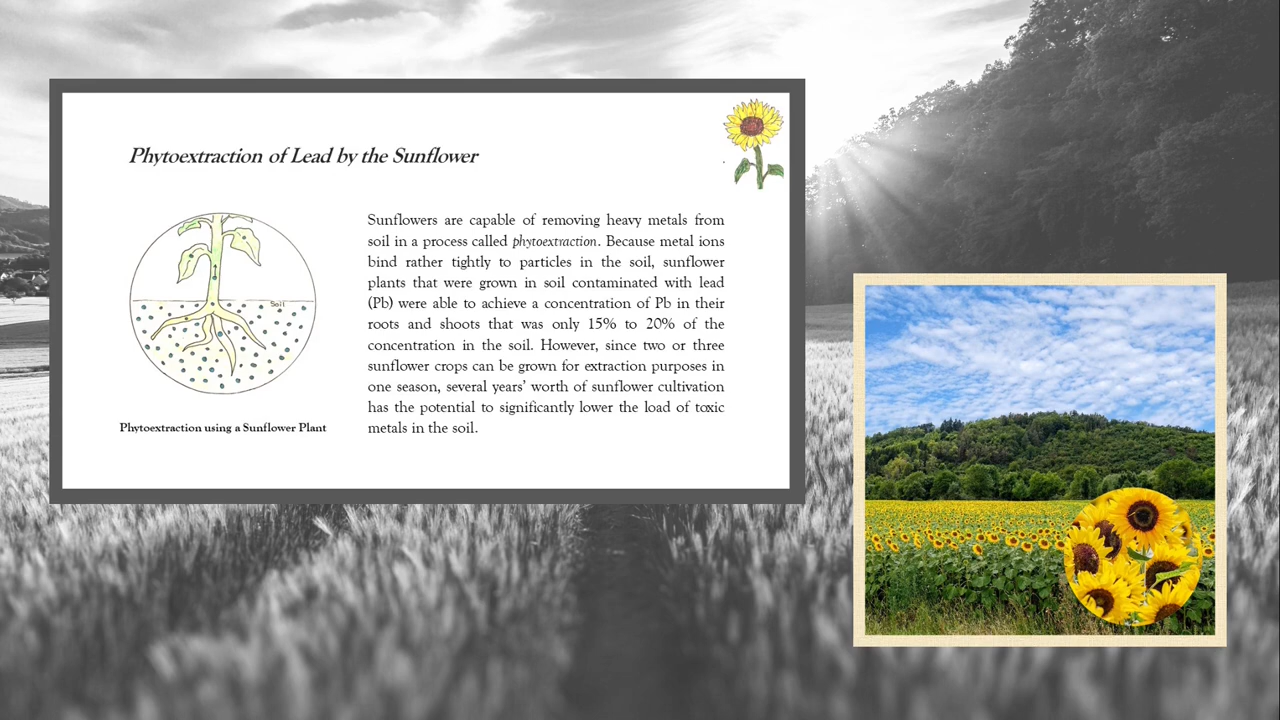 Phytoextraction of Lead by the Sunflower
Soil
Phytoextraction using a Sunflower Plant
Sunflowers are capable of removing heavy metals from
soil in a process called phytoextraction. Because metal ions
bind rather tightly to particles in the soil, sunflower
plants that were grown in soil contaminated with lead
(Pb) were able to achieve a concentration of Pb in their
roots and shoots that was only 15% to 20% of the
concentration in the soil. However, since two or three
sunflower crops can be grown for extraction purposes in
one season, several years’ worth of sunflower cultivation
has the potential to significantly lower the load of toxic
metals in the soil.